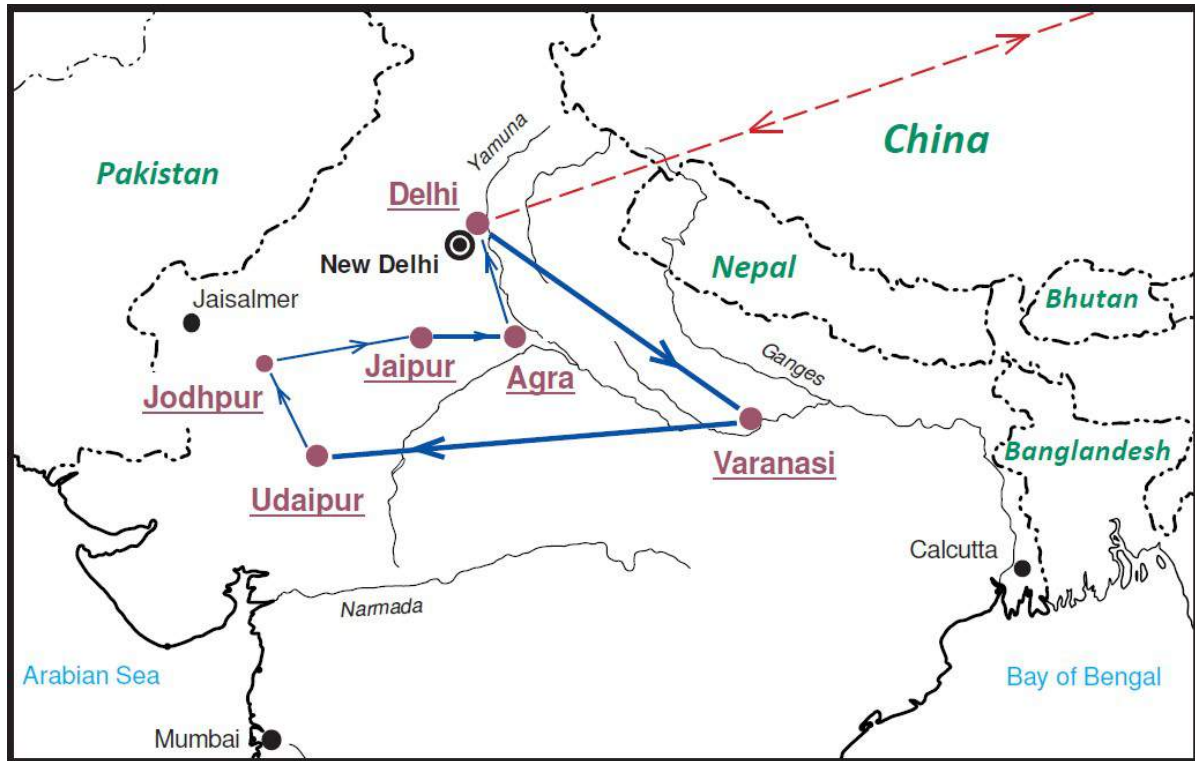 Yamuna
China
Pakistan
Delhi
New Delhi
Nepal
Jaisalmer
Bhutan
Jaipur
Agra
Ganges
Jodhpur
Varanasi
Banglandesh
Udaipur
Calcutta
Narmada
Arabian Sea
Bay of Bengal
Mumbai